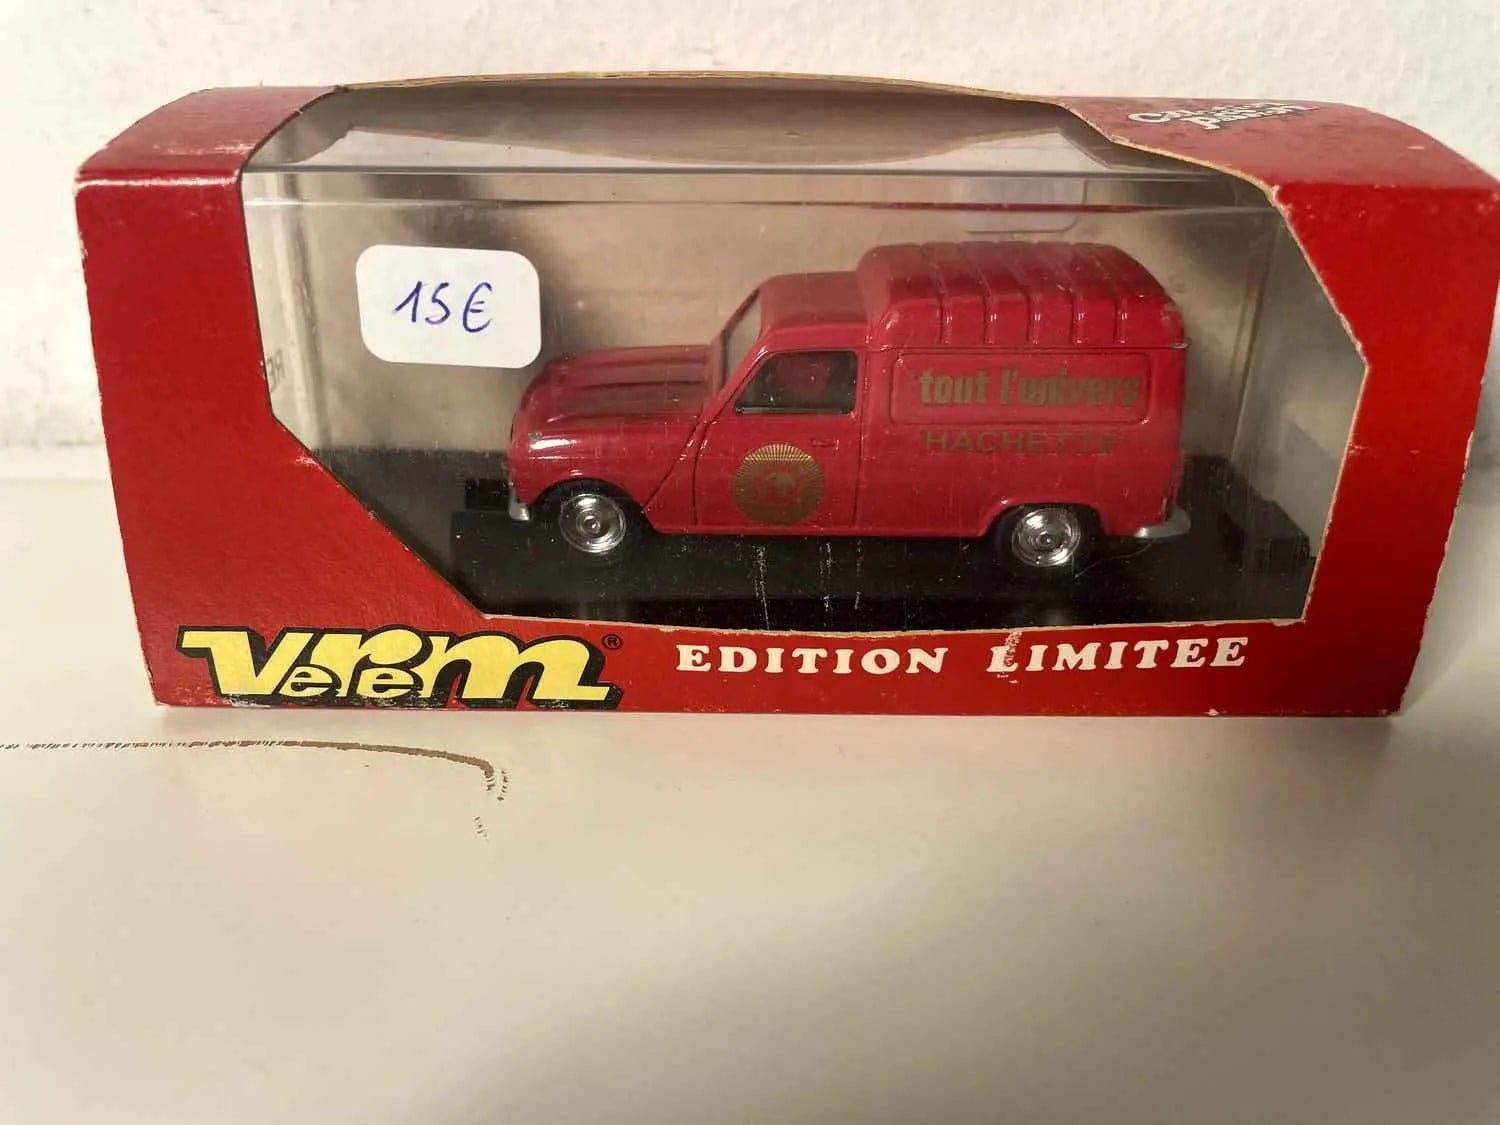 15€
tout l'univers
HACHETTE
Verem®
EDITION LIMITEE